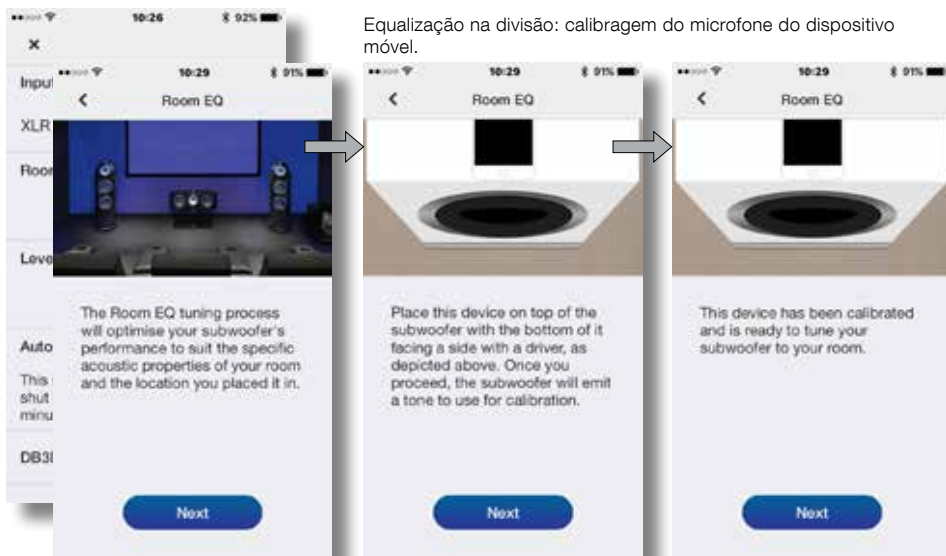 Equalização na divisão: calibragem do microfone do dispositivo
móvel.
10:26
92%
×
Input
XLR
Room
Leve
Auto
This
shut
minu
DB3D
10:29
91%
Room EQ
The Room EQ tuning process
will optimise your subwoofer's
performance to suit the specific
acoustic properties of your room
and the location you placed it in.
Next
10:29
91%
Room EQ
Place this device on top of the
subwoofer with the bottom of it
facing a side with a driver, as
depicted above. Once you
proceed, the subwoofer will emit
a tone to use for calibration.
Next
10:29
91%
Room EQ
This device has been calibrated
and is ready to tune your
subwoofer to your room.
Next